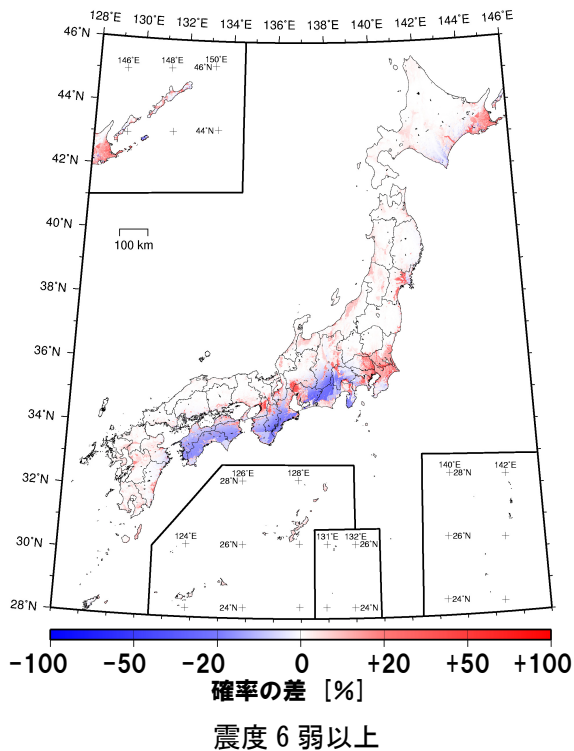 128°E 130°E 132°E 134°E 136°E 138°E 140°E 142°E 144°E 146°E
46°N
146°E 148°E 150°E
46°N
44°N
44°N
42°N
40°N
100 km
38°N
36°N
34°N
32°N
126°E 128°E
28°N
140°E 142°E
28°N
124°E
131°E 132°E
30°N
26°N
26°N
26°N
28°N
24°N
24°N
24°N
-100 -50 -20 0 +20 +50 +100
確率の差 [%]
震度6弱以上